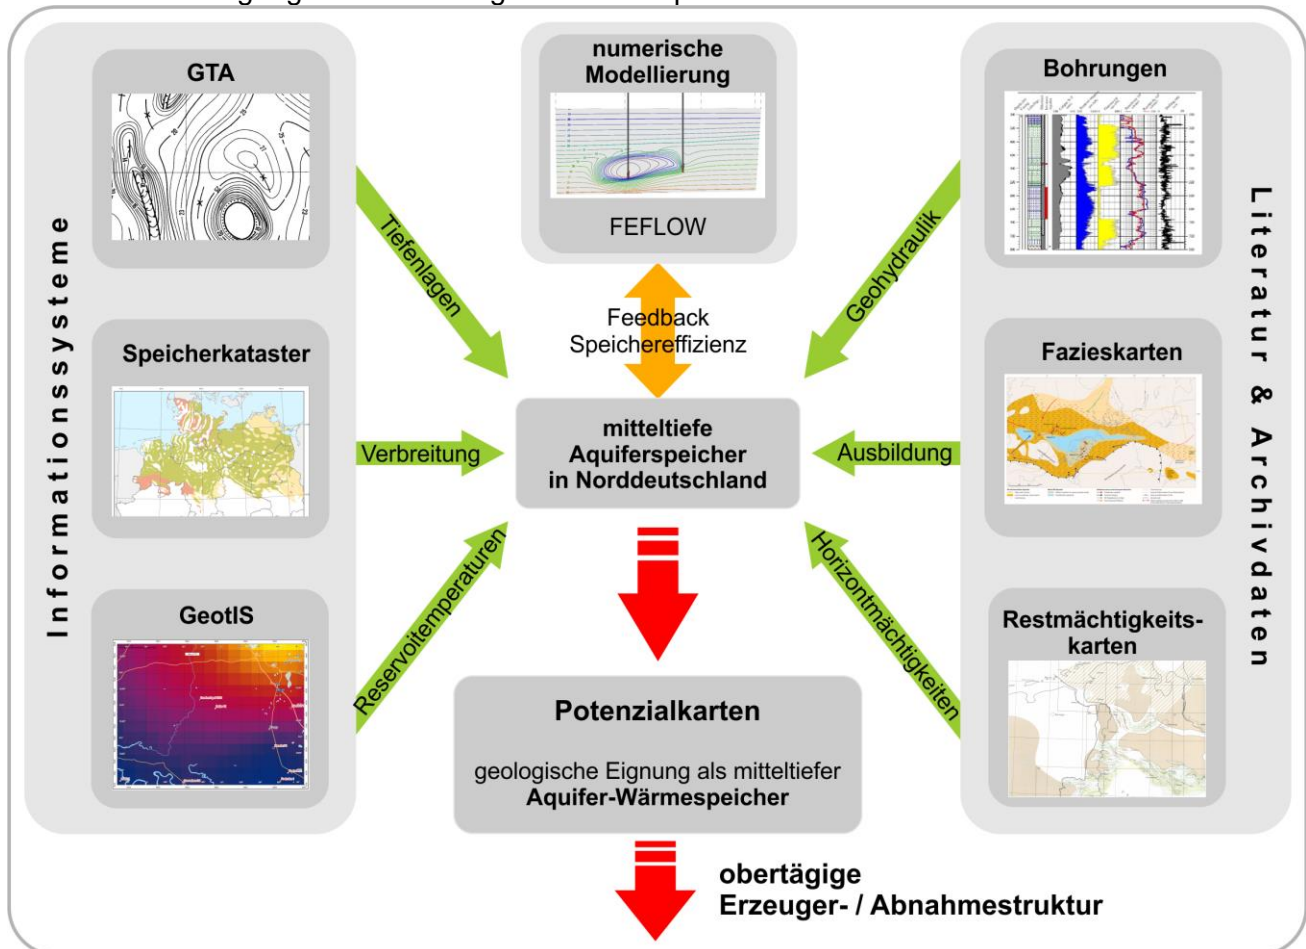 Informationssysteme
GTA
Speicherkataster
GeotIS
Tiefenlagen
Verbreitung
Reservoitemperaturen
numerische
Modellierung
FEFLOW
Feedback
Speichereffizienz
mitteltiefe
Aquiferspeicher
in Norddeutschland
Potenzialkarten
geologische Eignung als mitteltiefer
Aquifer-Wärmespeicher
obertägige
Erzeuger- / Abnahmestruktur
Geohydraulik
Ausbildung
Horizontmächtigkeiten
Bohrungen
Fazieskarten
Restmächtigkeits-
karten
Literatur & Archivdaten